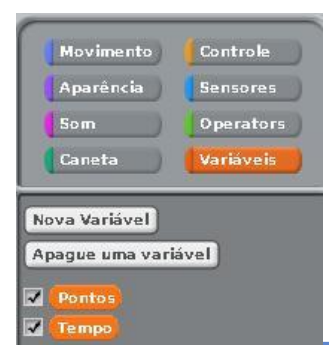 Movimento Controle
Aparência Sensores
Som Operators
Caneta Variáveis
Nova Variável
Apague uma variável
Pontos
Tempo